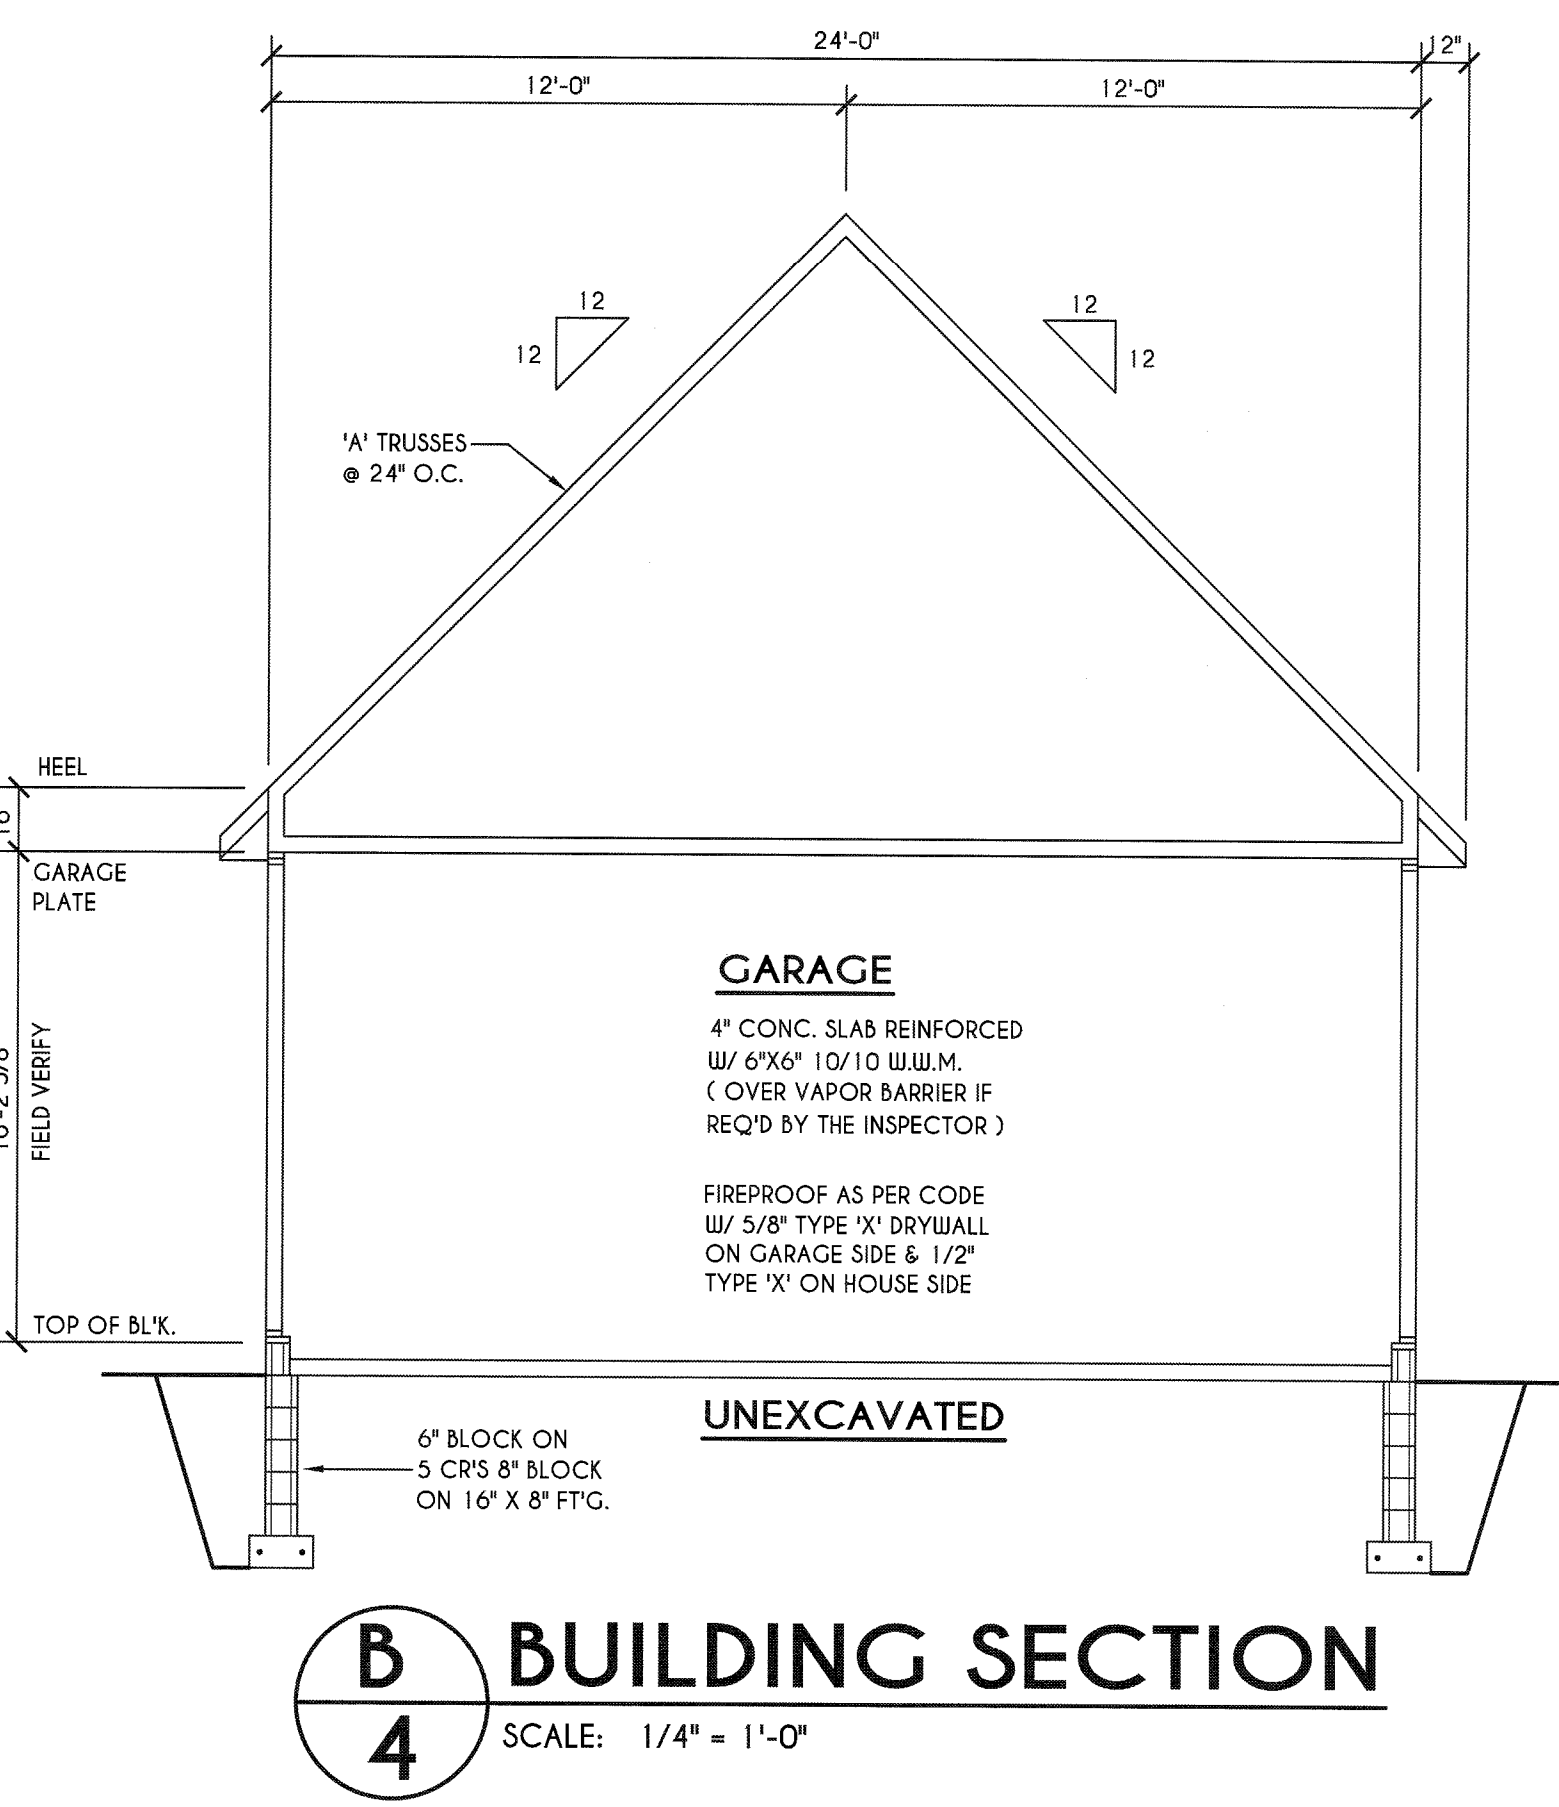 24'-0"
12"
12'-0"
12'-0"
12
12
12
12
'A' TRUSSES
@ 24" O.C.
HEEL
GARAGE
PLATE
FIELD VERIFY
GARAGE
4" CONC. SLAB REINFORCED
W/ 6"X6" 10/10 W.W.M.
( OVER VAPOR BARRIER IF
REQ'D BY THE INSPECTOR )
FIREPROOF AS PER CODE
W/ 5/8" TYPE 'X' DRYWALL
ON GARAGE SIDE & 1/2"
TYPE 'X' ON HOUSE SIDE
TOP OF BL'K.
UNEXCAVATED
6" BLOCK ON
5 CR'S 8" BLOCK
ON 16" X 8" FT'G.
B
4
BUILDING SECTION
SCALE: 1/4" = 1'-0"